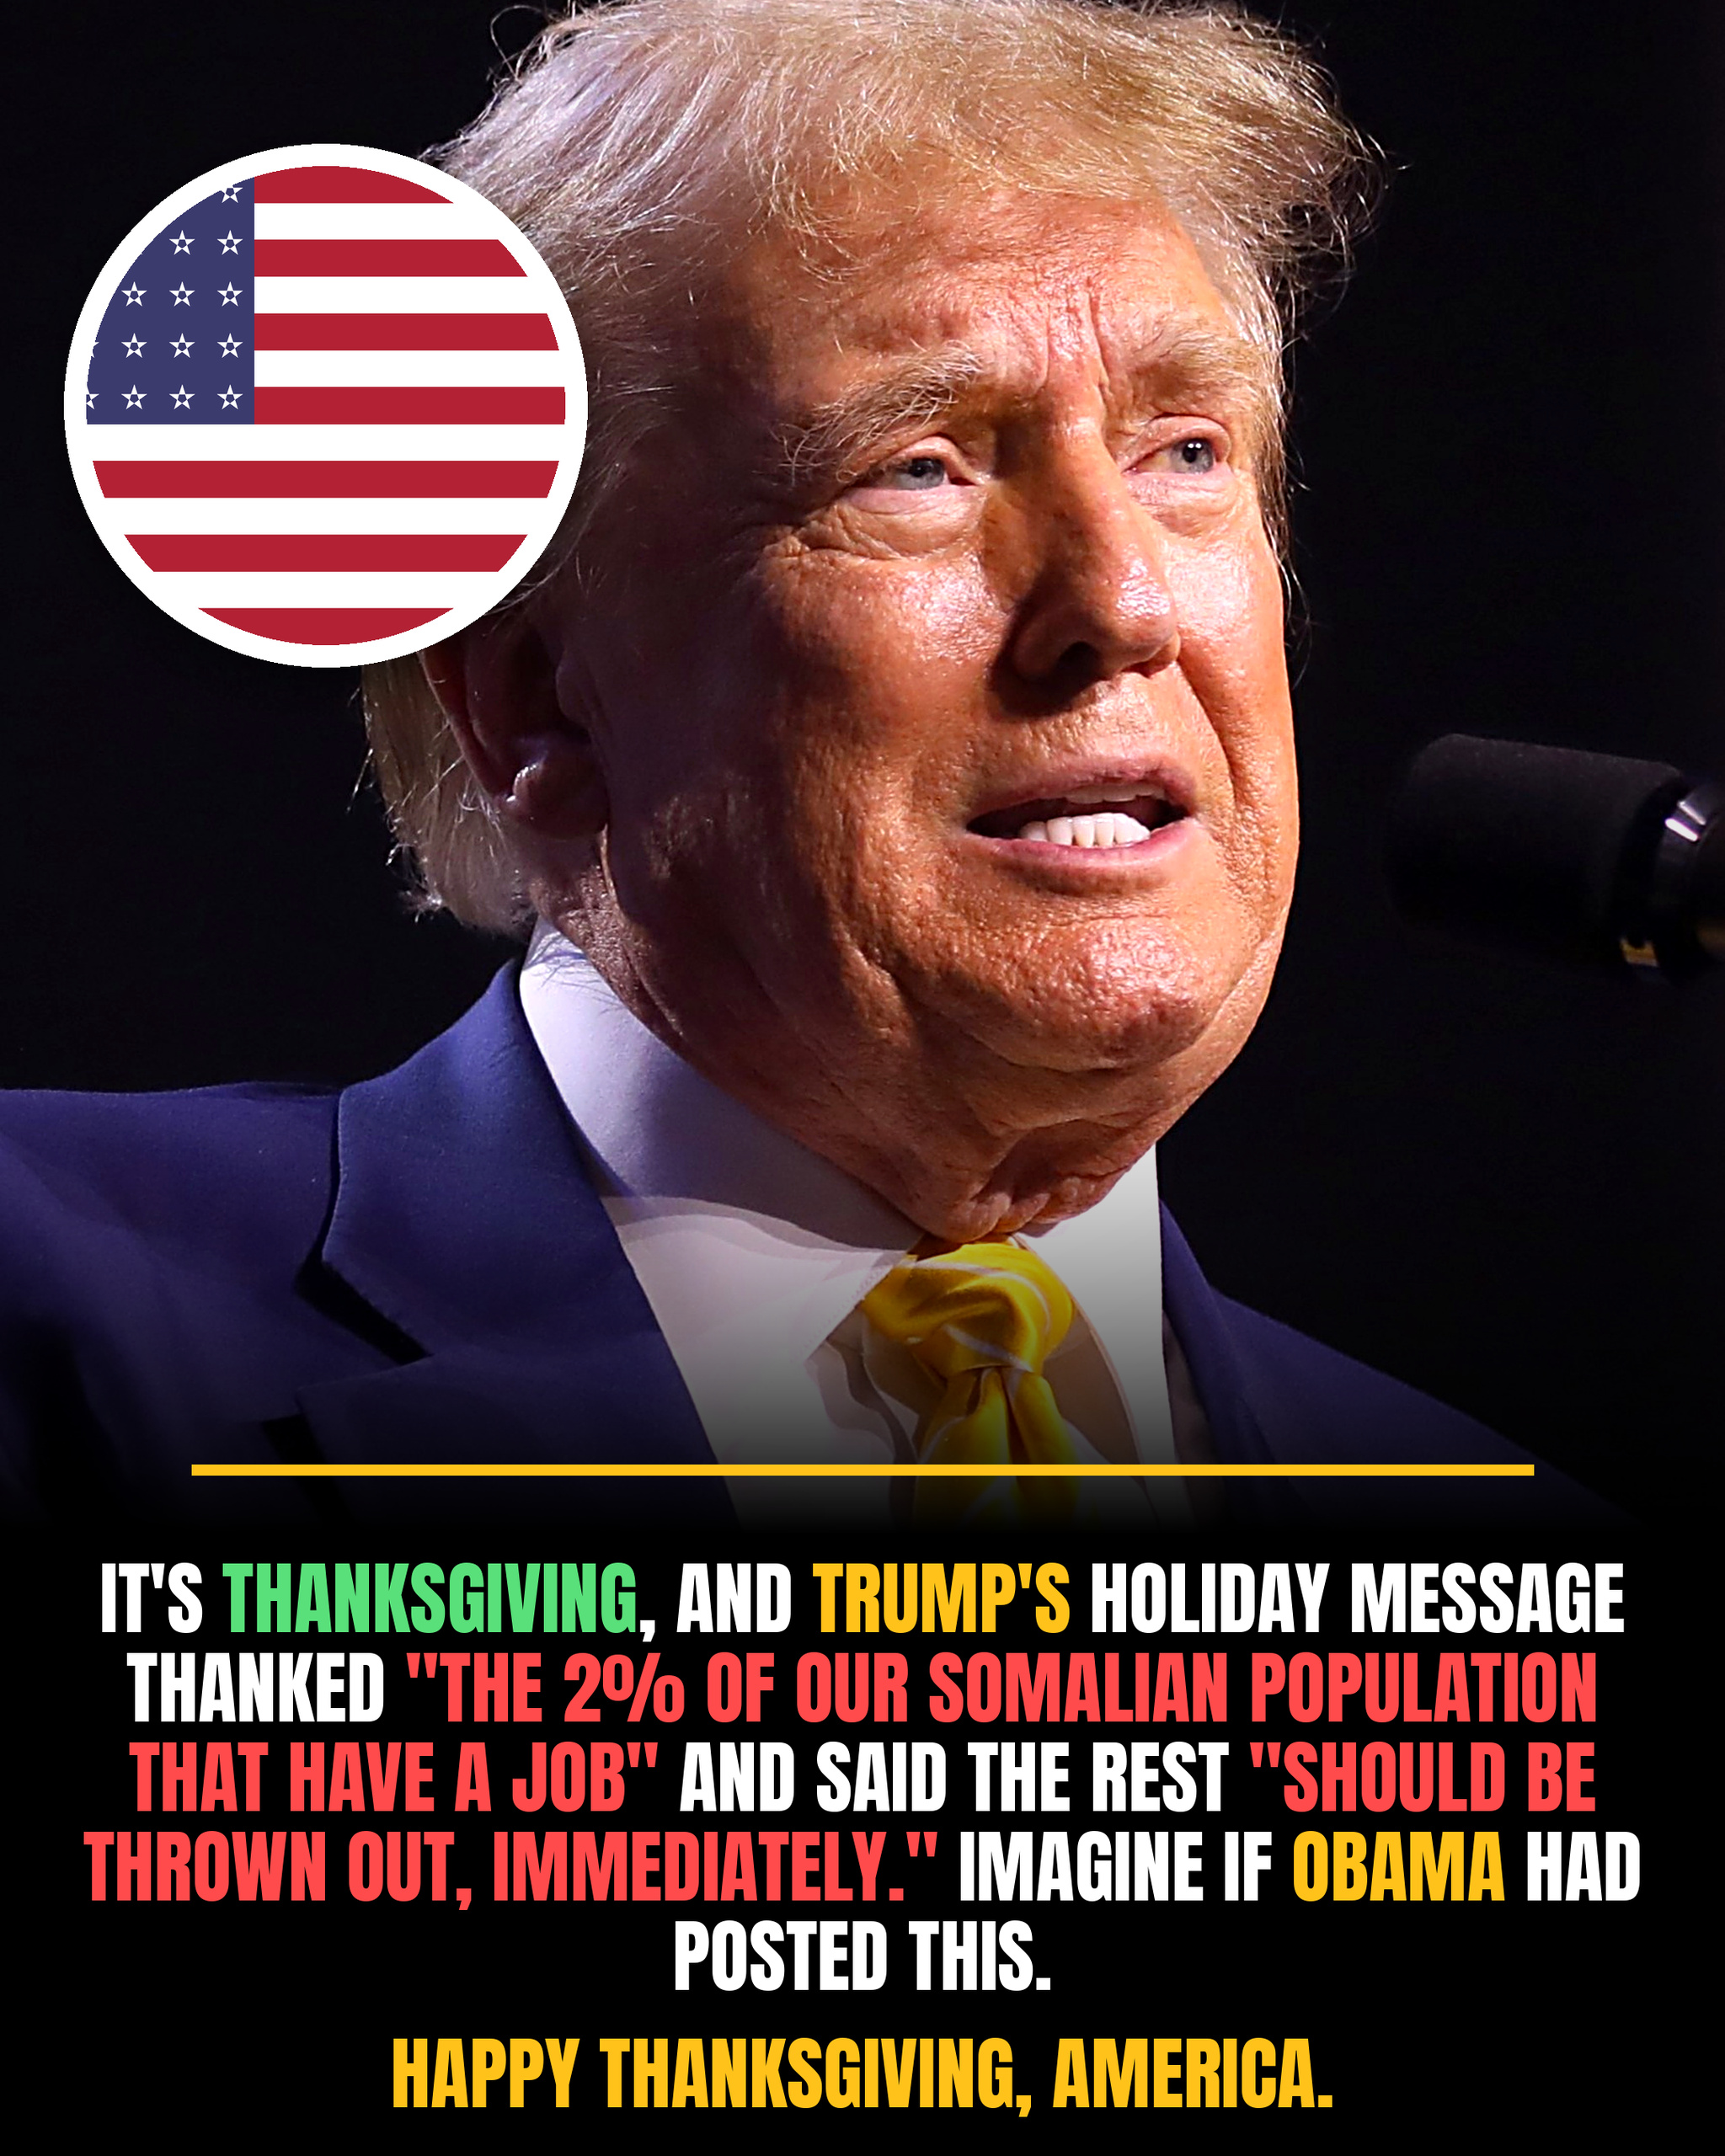 IT'S THANKSGIVING, AND TRUMP'S HOLIDAY MESSAGE
THANKED "THE 2% OF OUR SOMALIAN POPULATION
THAT HAVE A JOB" AND SAID THE REST "SHOULD BE
THROWN OUT, IMMEDIATELY." IMAGINE IF OBAMA HAD
POSTED THIS.
HAPPY THANKSGIVING, AMERICA.